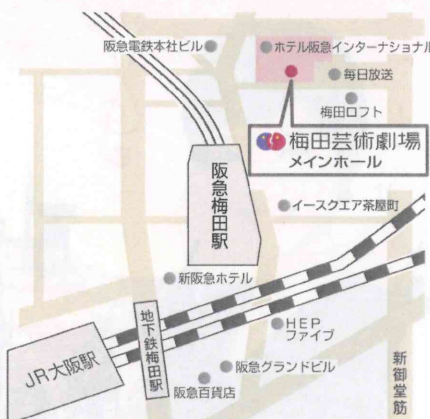 阪急電鉄本社ビル
ホテル阪急インターナショナル
毎日放送
梅田ロフト
梅田芸術劇場
メインホール
阪急梅田駅
イースクエア茶屋町
新阪急ホテル
地下鉄梅田駅
HEP
ファイブ
JR大阪駅
阪急グランドビル
阪急百貨店
新御堂筋